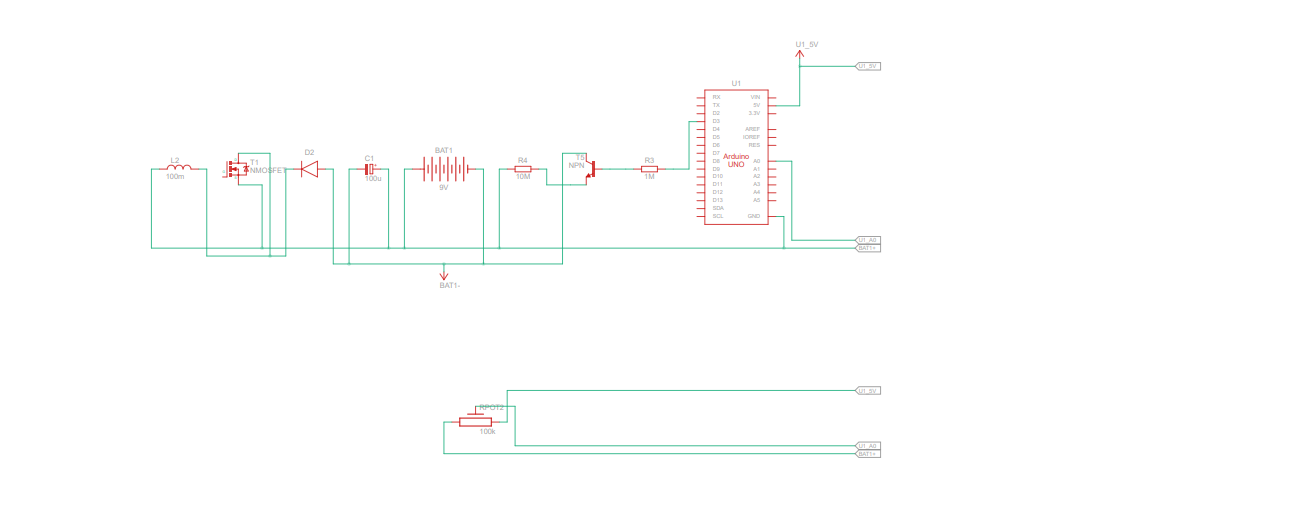 U1_5V
U1_5V
U1
RX VIN
TX 5V
D2 3.3V
D3
D4 AREF
D5 IOREF
D6 RES
D7
D8 A0
D9 A1
D10 A2
D11 A3
D12 A4
D13 A5
SDA
SCL GND
Arduino
UNO
L2
100m
T1
NMOSFET
D2
C1
100u
BAT1
9V
R4
10M
T5
NPN
R3
1M
U1_A0
BAT1+
BAT1-
U1_5V
RPOT2
100k
U1_A0
BAT1+